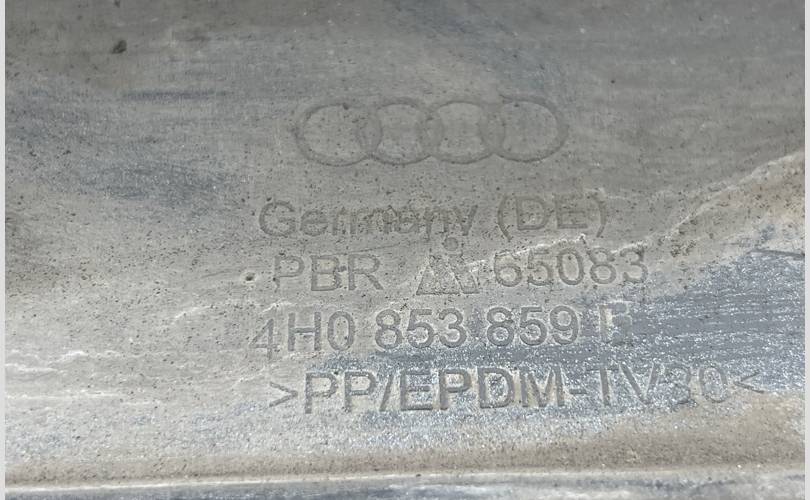 Germany (DE)
PBR 65083
4H0 853 859 E
>PP/EPDM-TV30<